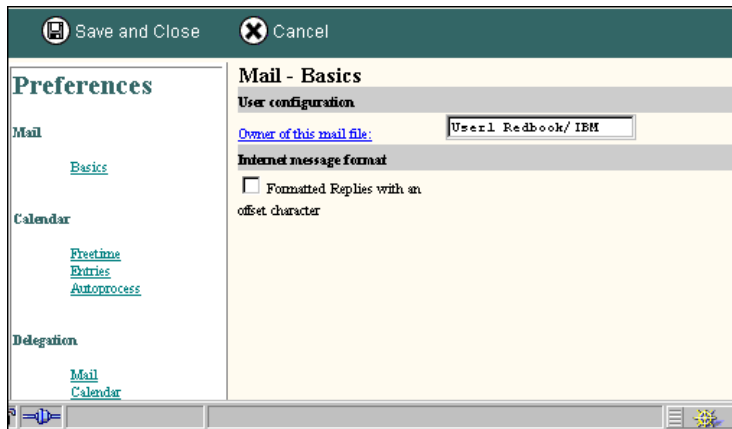 Save and Close
Cancel
Preferences
Mail
Basics
Calendar
Freetime
Entries
Autoprocess
Delegation
Mail
Calendar
Mail - Basics
User configuration
Owner of this mail file:
User1 Redbook/IBM
Internet message format
Formatted Replies with an
offset character